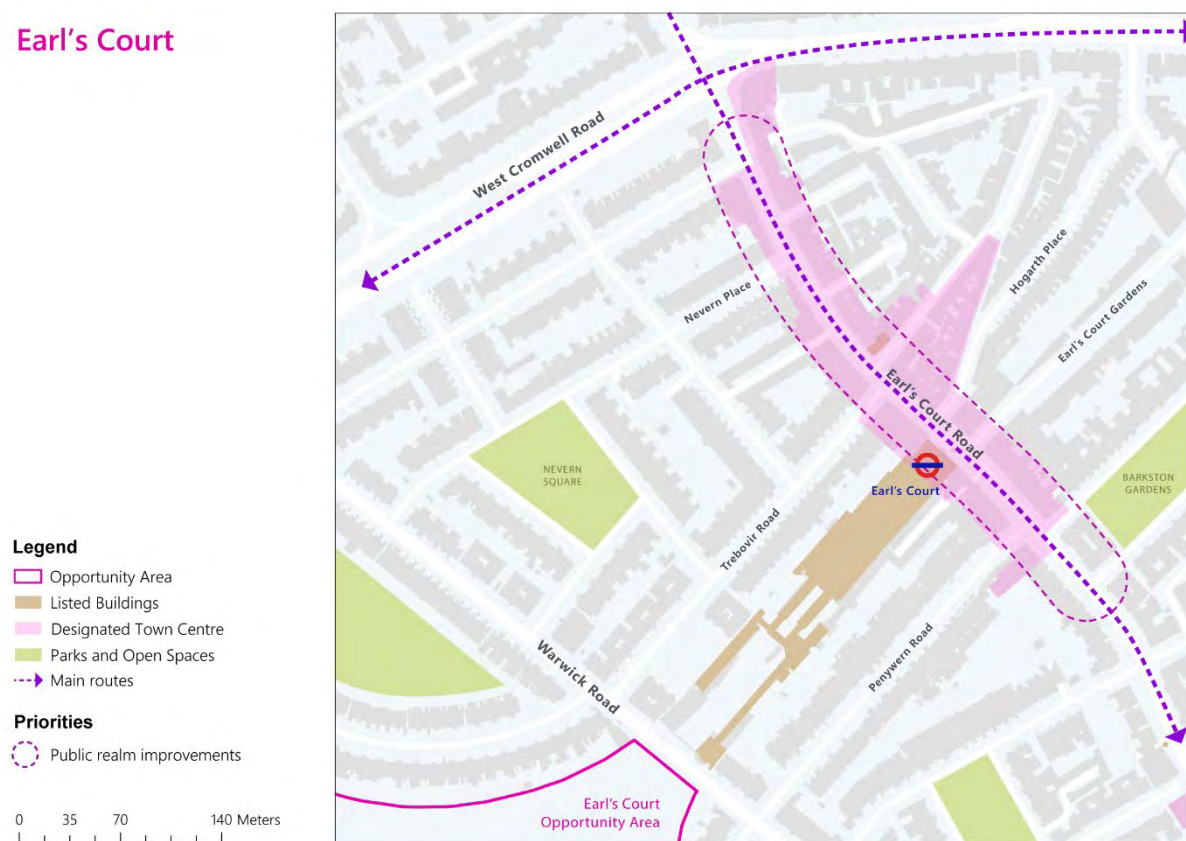 Earl's Court
West Cromwell Road
Nevern Place
Hogarth Place
Earl's Court Gardens
Earl's Court Road
NEVERN
SQUARE
Earl's Court
BARKSTON
GARDENS
Trebovir Road
Penywern Road
Warwick Road
Earl's Court
Opportunity Area
Legend
Opportunity Area
Listed Buildings
Designated Town Centre
Parks and Open Spaces
Main routes
Priorities
Public realm improvements
0 35 70 140 Meters